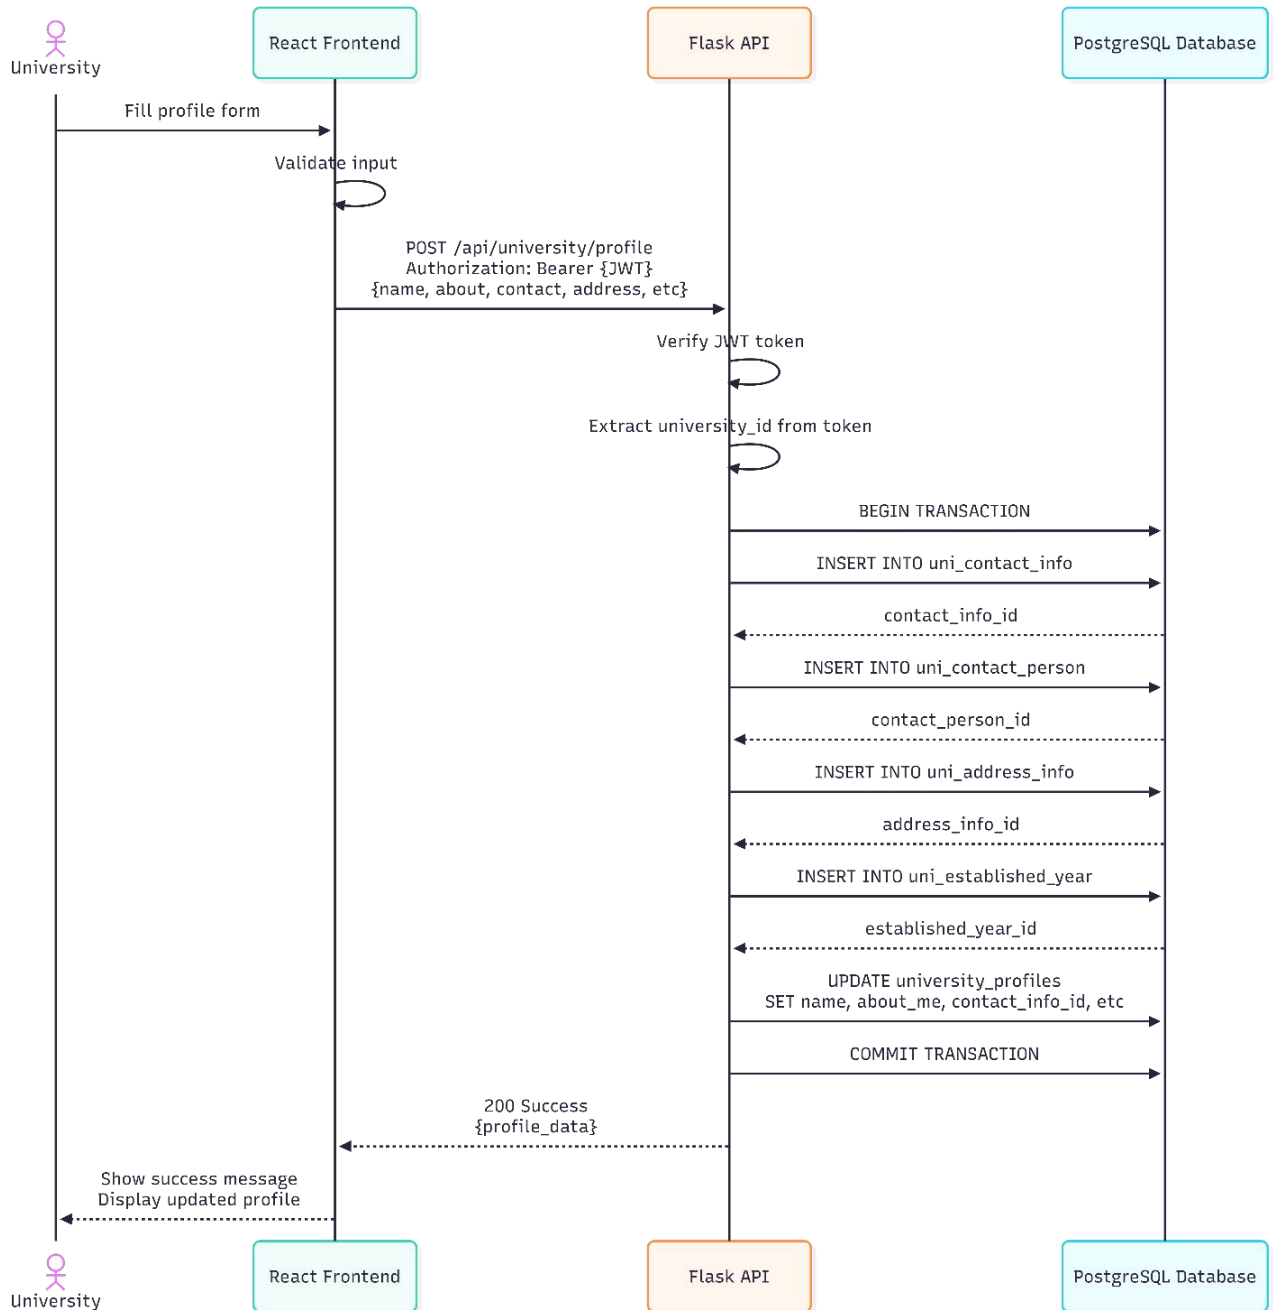 React Frontend
Flask API
PostgreSQL Database
University
Fill profile form
Validate input
POST /api/university/profile
Authorization: Bearer {JWT}
{name, about, contact, address, etc}
Verify JWT token
Extract university_id from token
BEGIN TRANSACTION
INSERT INTO uni_contact_info
contact_info_id
INSERT INTO uni_contact_person
contact_person_id
INSERT INTO uni_address_info
address_info_id
INSERT INTO uni_established_year
established_year_id
UPDATE university_profiles
SET name, about_me, contact_info_id, etc
COMMIT TRANSACTION
200 Success
{profile_data}
Show success message
Display updated profile
React Frontend
Flask API
PostgreSQL Database
University